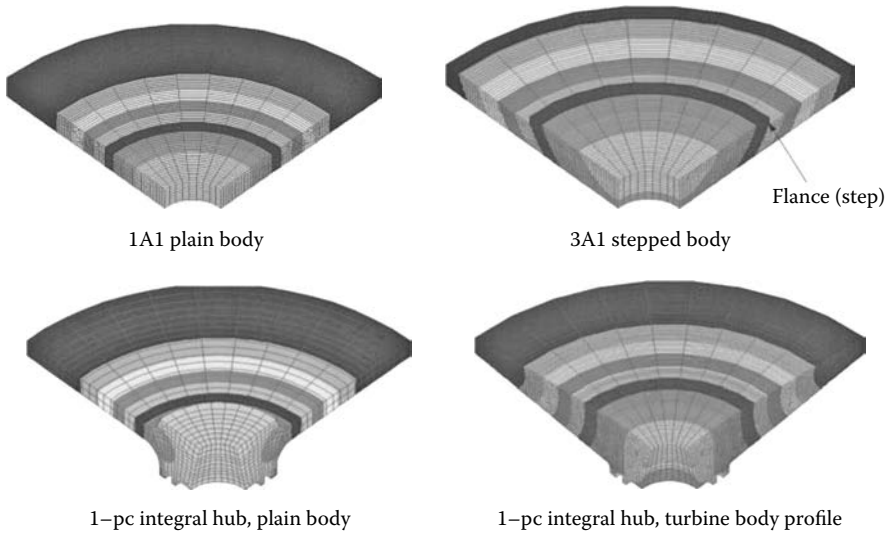 Flance (step)
1A1 plain body
3A1 stepped body
1–pc integral hub, plain body
1–pc integral hub, turbine body profile